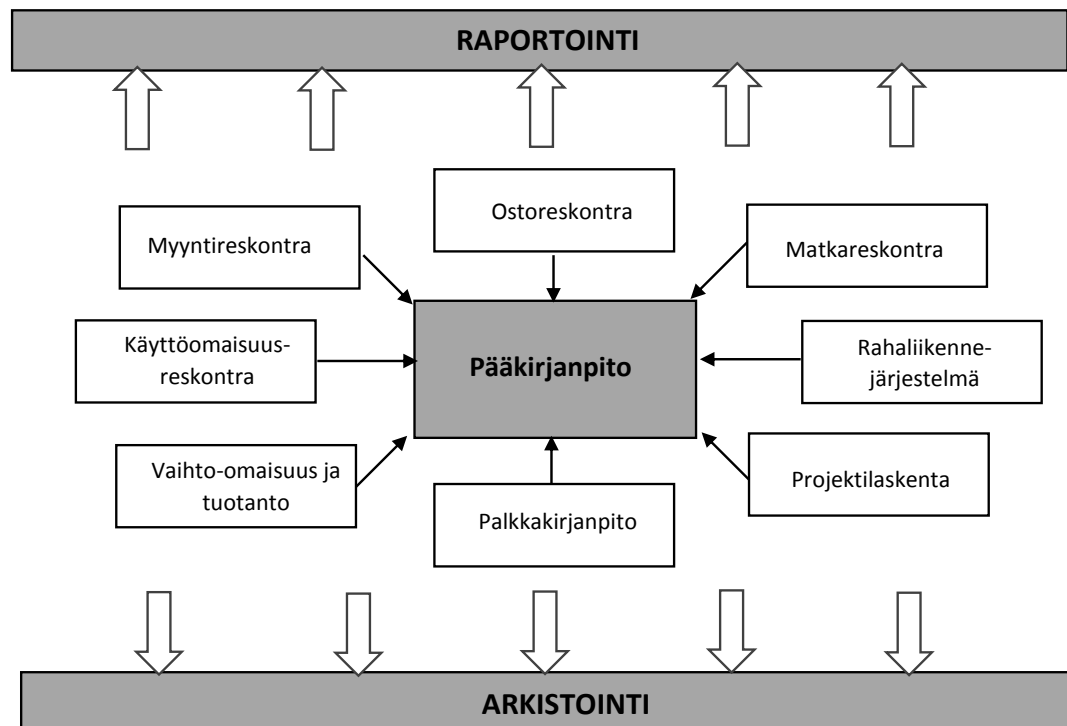 RAPORTOINTI
Ostoreskontra
Myyntireskontra
Matkareskontra
Käyttöomaisuus-
reskontra
Pääkirjanpito
Rahaliikenne-
järjestelmä
Vaihto-omaisuus ja
tuotanto
Palkkakirjanpito
Projektilaskenta
ARKISTOINTI